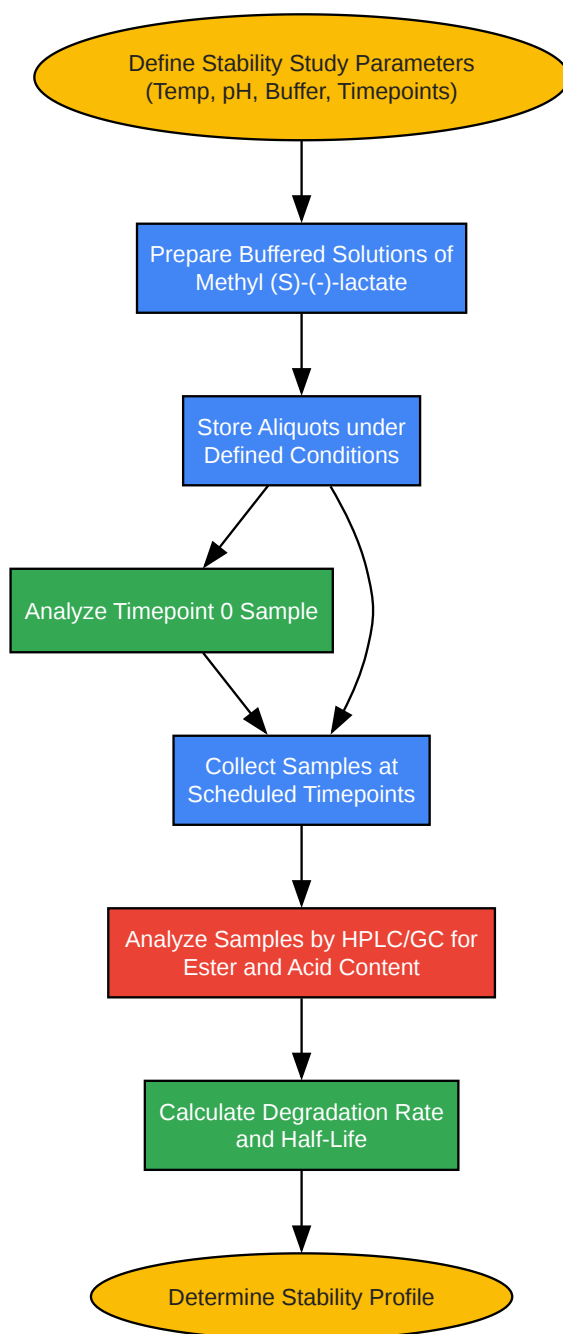 Define Stability Study Parameters
(Temp, pH, Buffer, Timepoints)
Prepare Buffered Solutions of
Methyl (S)-(-)-lactate
Store Aliquots under
Defined Conditions
Analyze Timepoint 0 Sample
Collect Samples at
Scheduled Timepoints
Analyze Samples by HPLC/GC for
Ester and Acid Content
Calculate Degradation Rate
and Half-Life
Determine Stability Profile